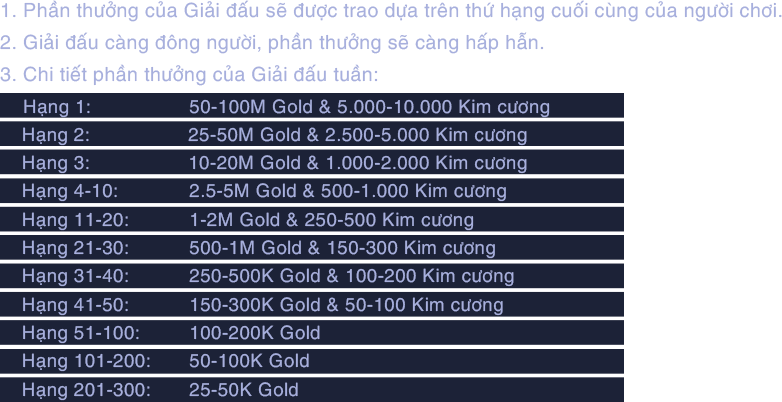 1. Phần thưởng của Giải đấu sẽ được trao dựa trên thứ hạng cuối cùng của người chơi.
2. Giải đấu càng đông người, phần thưởng sẽ càng hấp hẫn.
3. Chi tiết phần thưởng của Giải đấu tuần:
Hạng 1: 50-100M Gold & 5.000-10.000 Kim cương
Hạng 2: 25-50M Gold & 2.500-5.000 Kim cương
Hạng 3: 10-20M Gold & 1.000-2.000 Kim cương
Hạng 4-10: 2.5-5M Gold & 500-1.000 Kim cương
Hạng 11-20: 1-2M Gold & 250-500 Kim cương
Hạng 21-30: 500-1M Gold & 150-300 Kim cương
Hạng 31-40: 250-500K Gold & 100-200 Kim cương
Hạng 41-50: 150-300K Gold & 50-100 Kim cương
Hạng 51-100: 100-200K Gold
Hạng 101-200: 50-100K Gold
Hạng 201-300: 25-50K Gold